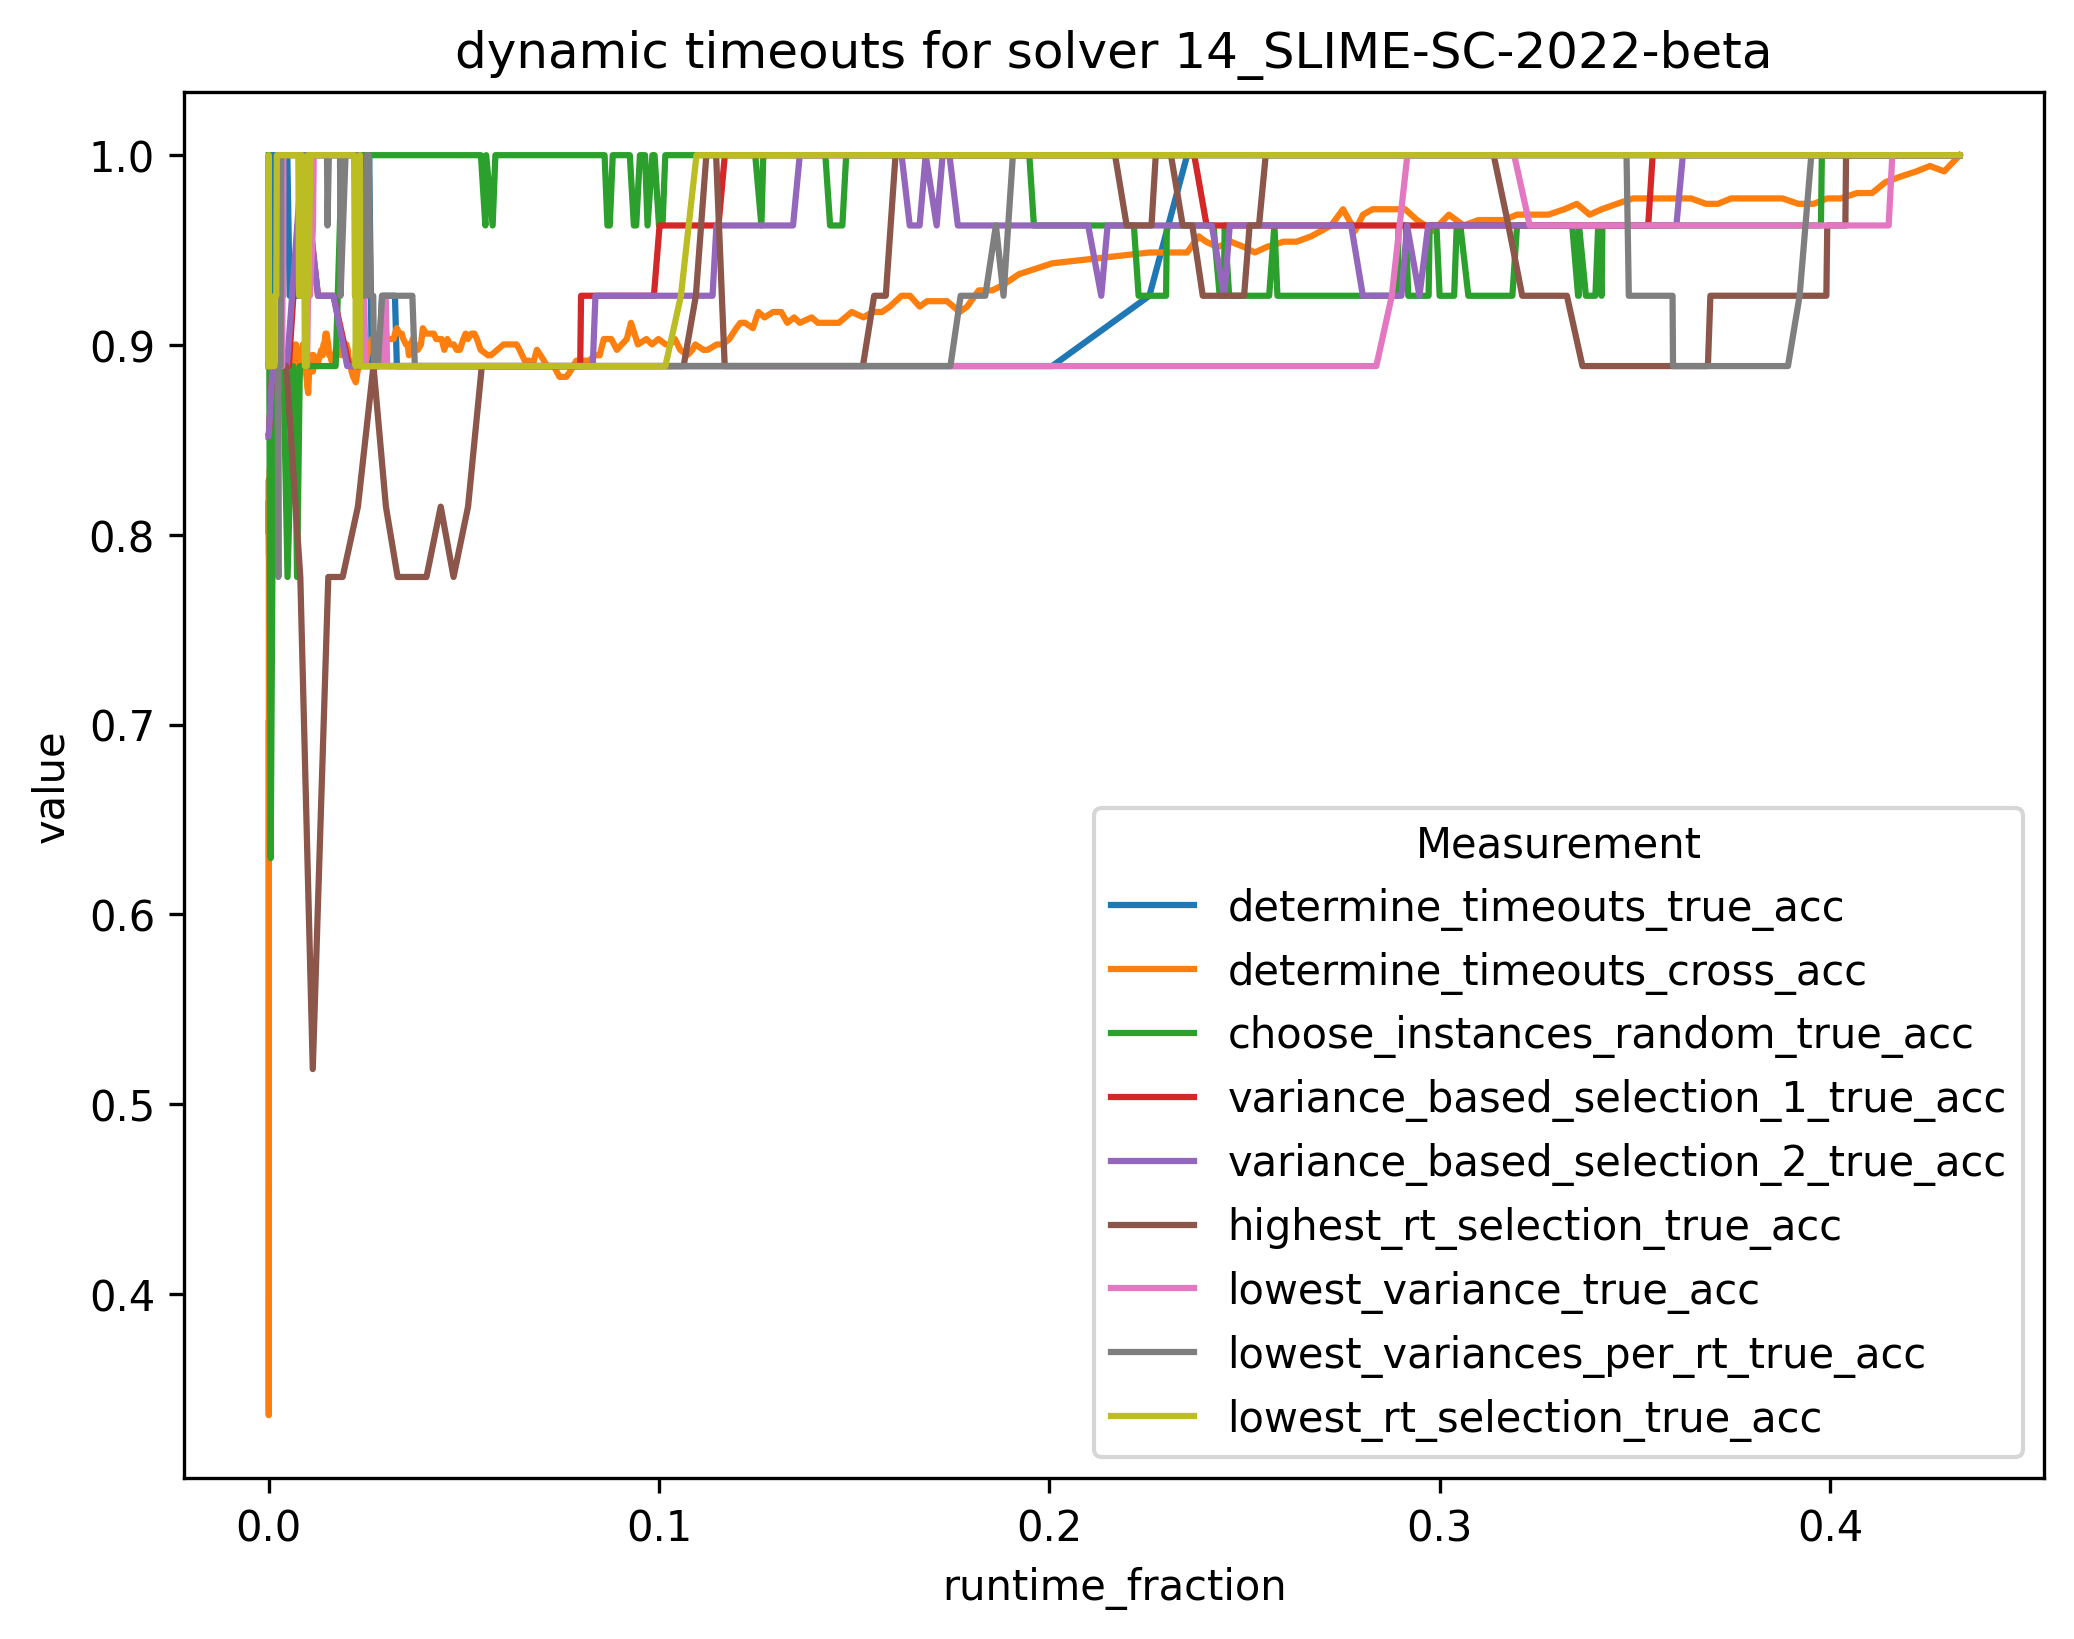 dynamic timeouts for solver 14_SLIME-SC-2022-beta
1.0
0.9
0.8
0.7
0.6
0.5
0.4
value
Measurement
determine_timeouts_true_acc
determine_timeouts_cross_acc
choose_instances_random_true_acc
variance_based_selection_1_true_acc
variance_based_selection_2_true_acc
highest_rt_selection_true_acc
lowest_variance_true_acc
lowest_variances_per_rt_true_acc
lowest_rt_selection_true_acc
0.0 0.1 0.2 0.3 0.4
runtime_fraction